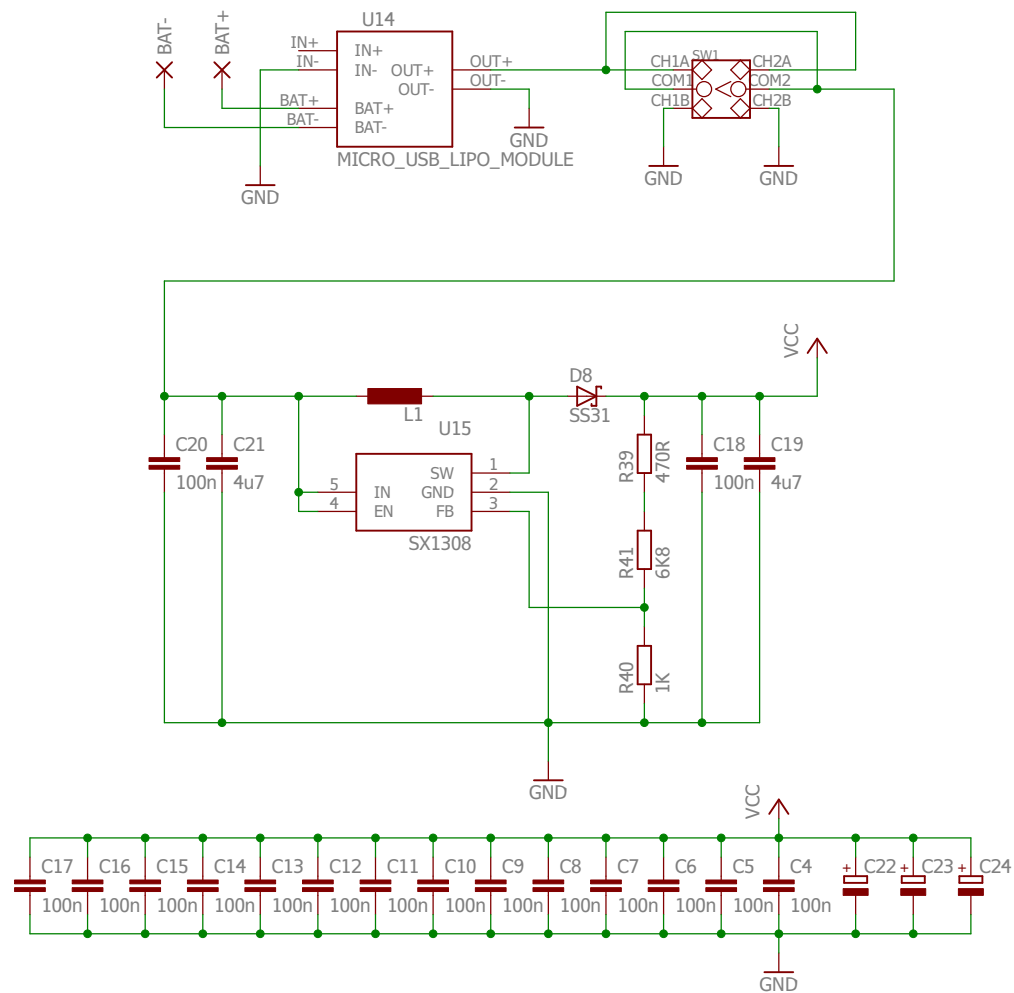 U14
BAT-
BAT+
IN+
IN-
BAT+
BAT-
IN+
IN-
OUT+
OUT-
BAT+
BAT-
OUT+
OUT-
MICRO_USB_LIPO_MODULE
GND
GND
SW1
CH1A
COM1
CH1B
CH2A
COM2
CH2B
GND
GND
VCC
C20
100n
C21
4u7
L1
D8
SS31
U15
5
4
IN
EN
SW
GND
FB
1
2
3
SX1308
R39
470R
R41
6K8
R40
1K
C18
100n
C19
4u7
GND
VCC
C17
100n
C16
100n
C15
100n
C14
100n
C13
100n
C12
100n
C11
100n
C10
100n
C9
100n
C8
100n
C7
100n
C6
100n
C5
100n
C4
100n
+
C22
+
C23
+
C24
GND